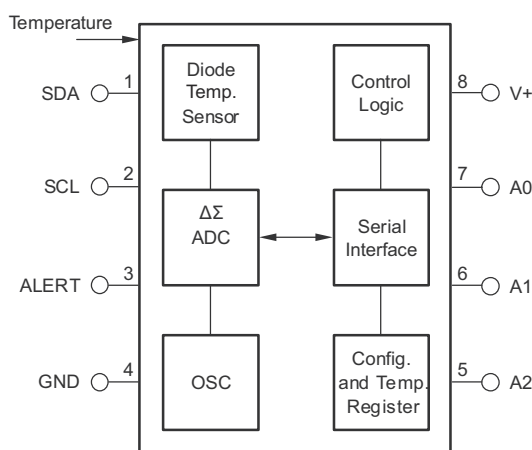 Temperature
SDA
1
SCL
2
ALERT
3
GND
4
Diode
Temp.
Sensor
ΔΣ
ADC
OSC
Control
Logic
Serial
Interface
Config.
and Temp.
Register
8
V+
7
A0
6
A1
5
A2